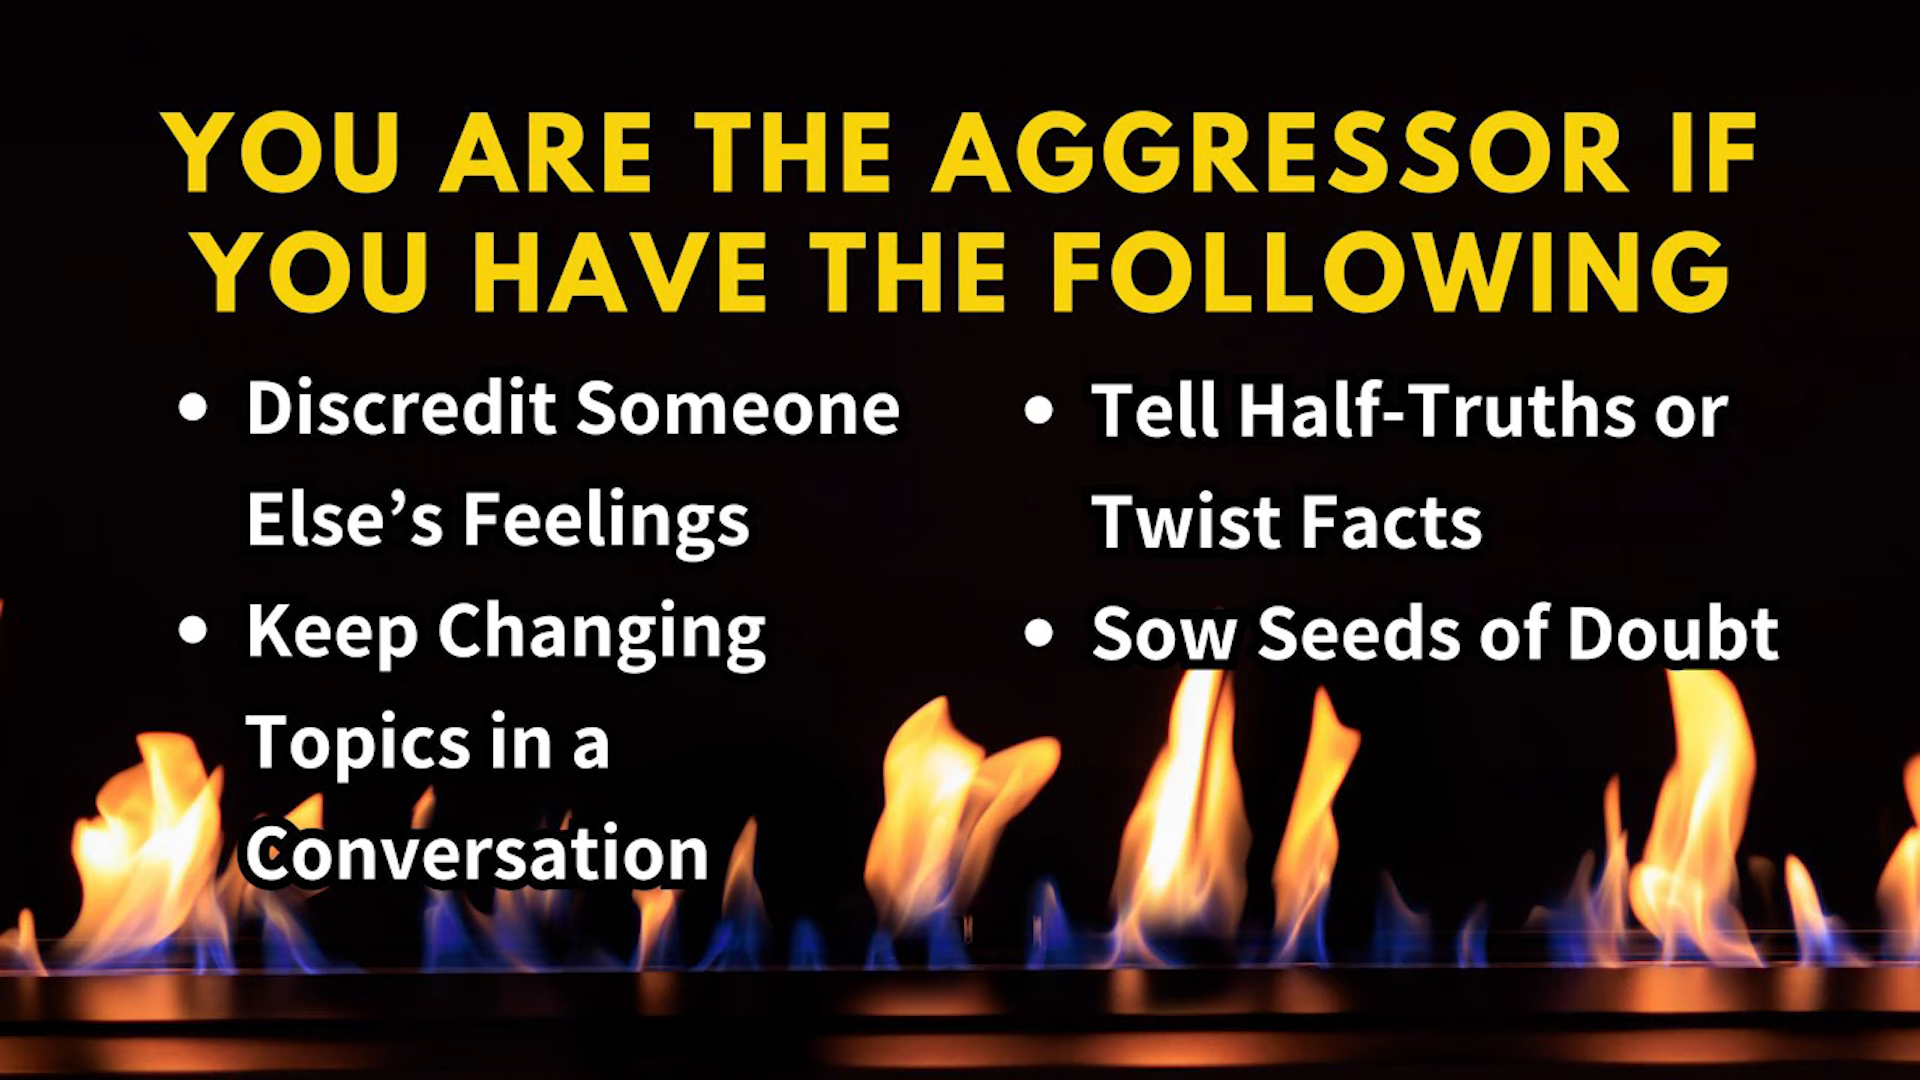 YOU ARE THE AGGRESSOR IF
YOU HAVE THE FOLLOWING
• Discredit Someone
Else’s Feelings
• Keep Changing
Topics in a
Conversation
• Tell Half-Truths or
Twist Facts
• Sow Seeds of Doubt